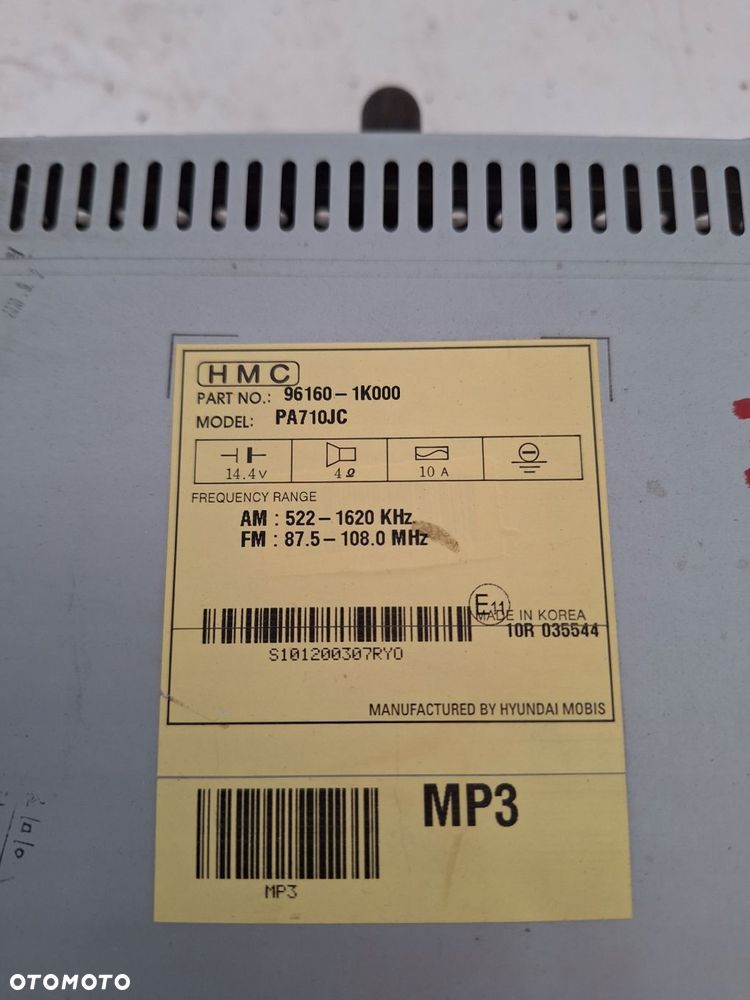 HMC
PART NO.: 96160-1K000
MODEL: PA710JC
14.4V 4Ω 10 A
FREQUENCY RANGE
AM : 522-1620 KHz.
FM : 87.5-108.0 MHz
E11
MADE IN KOREA
10R 035544
S101200307RYO
MANUFACTURED BY HYUNDAI MOBIS
MP3
MP3
OTOMOTO